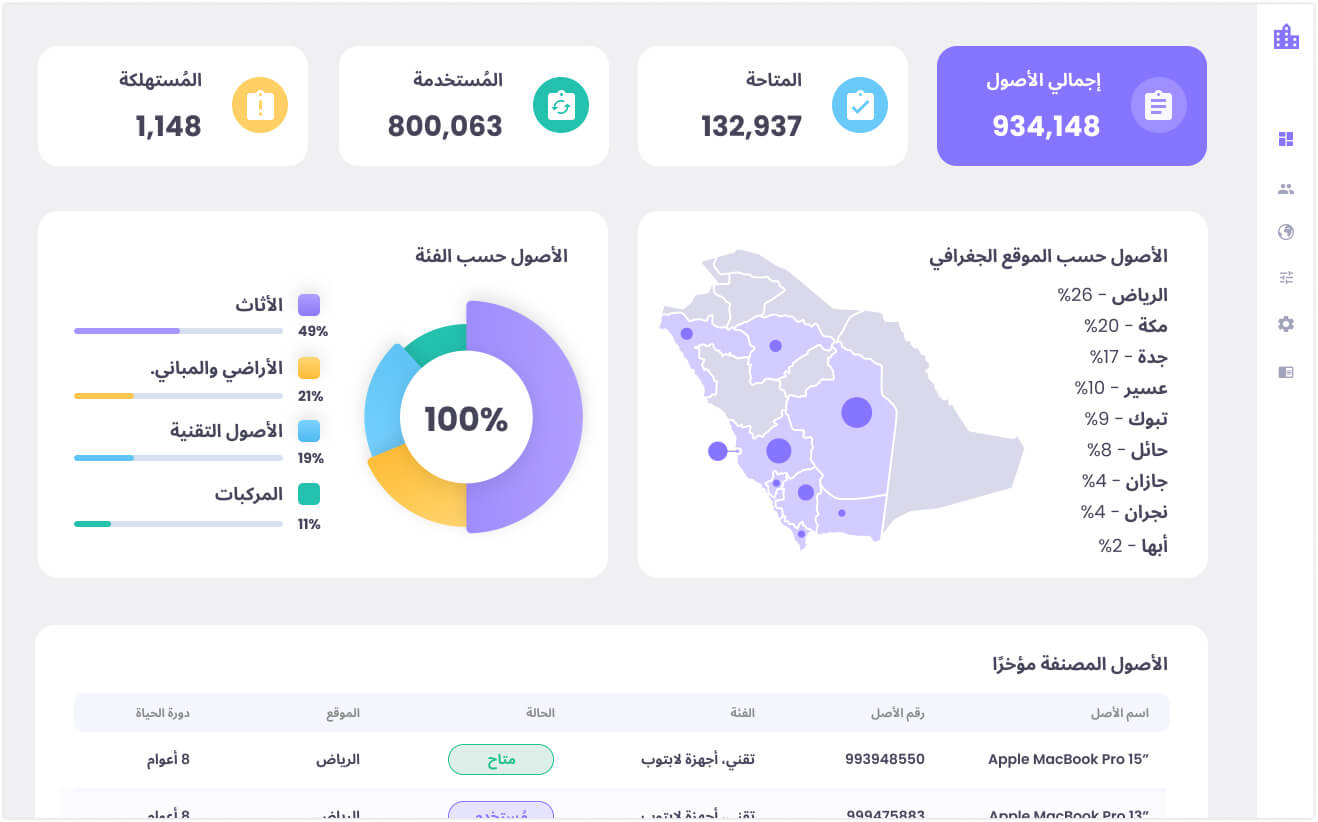 إجمالي الأصول
934,148
المتاحة
132,937
المُستخدمة
800,063
المُستهلكة
1,148
الأصول حسب الموقع الجغرافي
الرياض - 26%
مكة - 20%
جدة - 17%
عسير - 10%
تبوك - 9%
حائل - 8%
جازان - 4%
نجران - 4%
أبها - 2%
الأصول حسب الفئة
100%
الأثاث
49%
الأراضي والمباني.
21%
الأصول التقنية
19%
المركبات
11%
الأصول المصنفة مؤخرًا
اسم الأصل رقم الأصل الفئة الحالة الموقع دورة الحياة
Apple MacBook Pro 15” 993948550 تقني، أجهزة لابتوب متاح الرياض 8 أعوام
Apple MacBook Pro 13” 999475883 تقني، أجهزة لابتوب مُستخدم الرياض 8 أعوام